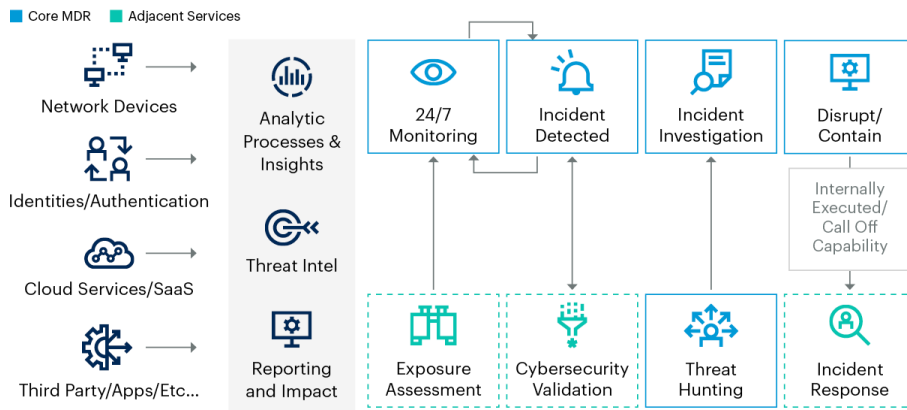 Core MDR
Adjacent Services
Network Devices
Identities/Authentication
Cloud Services/SaaS
Third Party/Apps/Etc...
Analytic
Processes &
Insights
Threat Intel
Reporting
and Impact
24/7
Monitoring
Incident
Detected
Incident
Investigation
Disrupt/
Contain
Internally
Executed/
Call Off
Capability
Exposure
Assessment
Cybersecurity
Validation
Threat
Hunting
Incident
Response